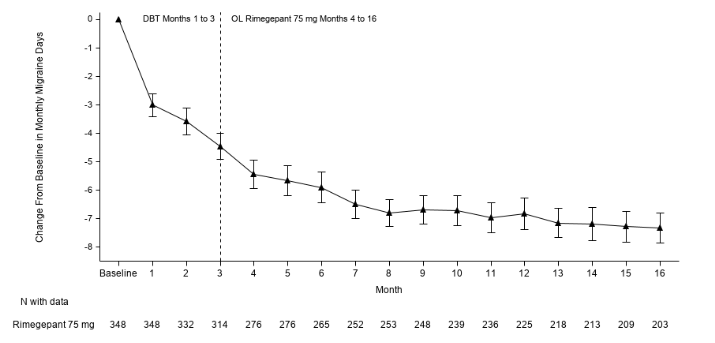 DBT Months 1 to 3 OL Rimegepant 75 mg Months 4 to 16
Change From Baseline in Monthly Migraine Days
0
-1
-2
-3
-4
-5
-6
-7
-8
Baseline 1 2 3 4 5 6 7 8 9 10 11 12 13 14 15 16
Month
N with data
Rimegepant 75 mg 348 348 332 314 276 276 265 252 253 248 239 236 225 218 213 209 203